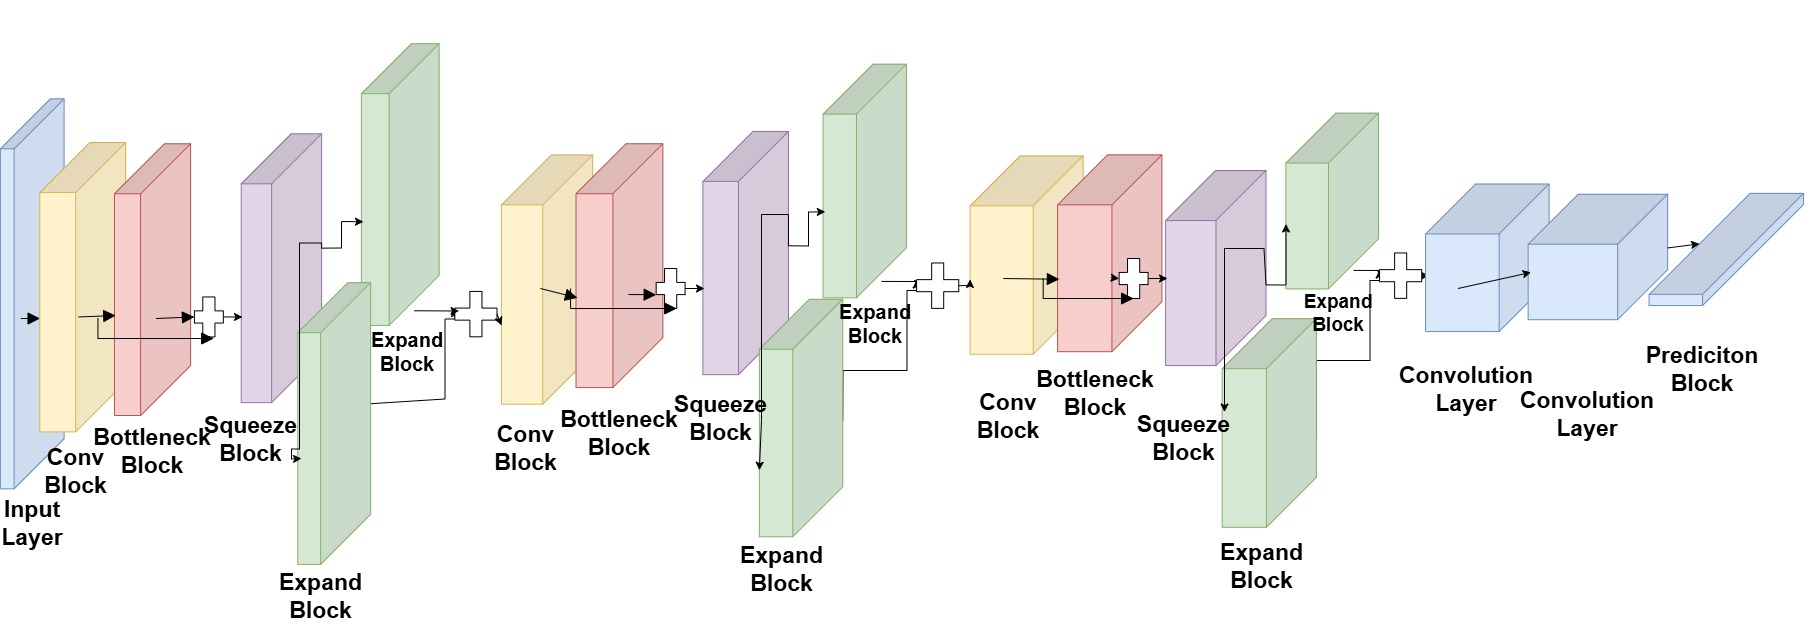 Input
Layer
Conv
Block
Bottleneck
Block
Squeeze
Block
Expand
Block
Expand
Block
Conv
Block
Bottleneck
Block
Squeeze
Block
Expand
Block
Expand
Block
Conv
Block
Bottleneck
Block
Squeeze
Block
Expand
Block
Expand
Block
Convolution
Layer
Convolution
Layer
Prediciton
Block